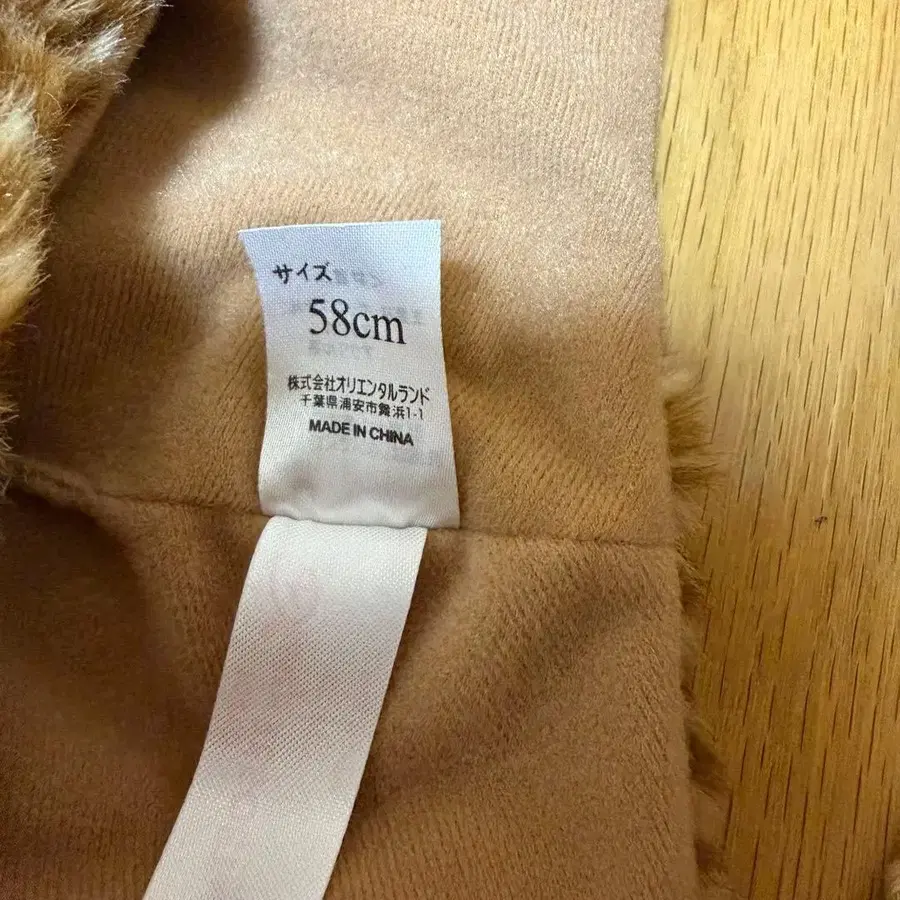 サイズ
58cm
株式会社オリエンタルランド
千葉県浦安市舞浜1-1
MADE IN CHINA